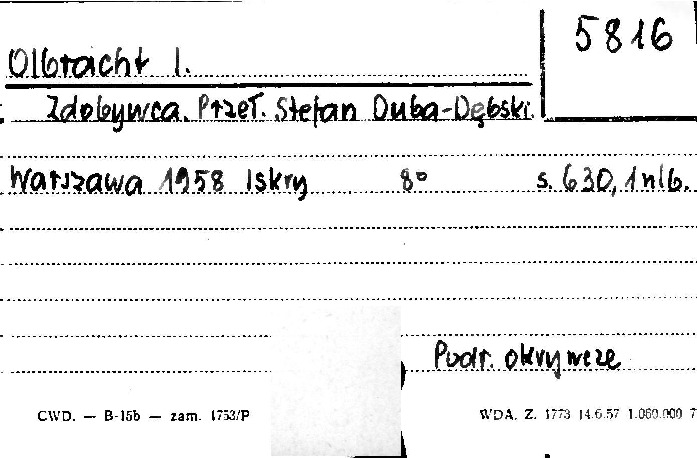 5816
Olbracht I.
Zdobywca. Przeł. Stefan Duba-Dębski.
Warszawa 1958 Iskry 8° s. 630, 1 nlb.
Podr. okrywcze
CWD. — B-15b — zam. 1753/P
WDA. Z. 1773 14.6.57 1.060.000 7